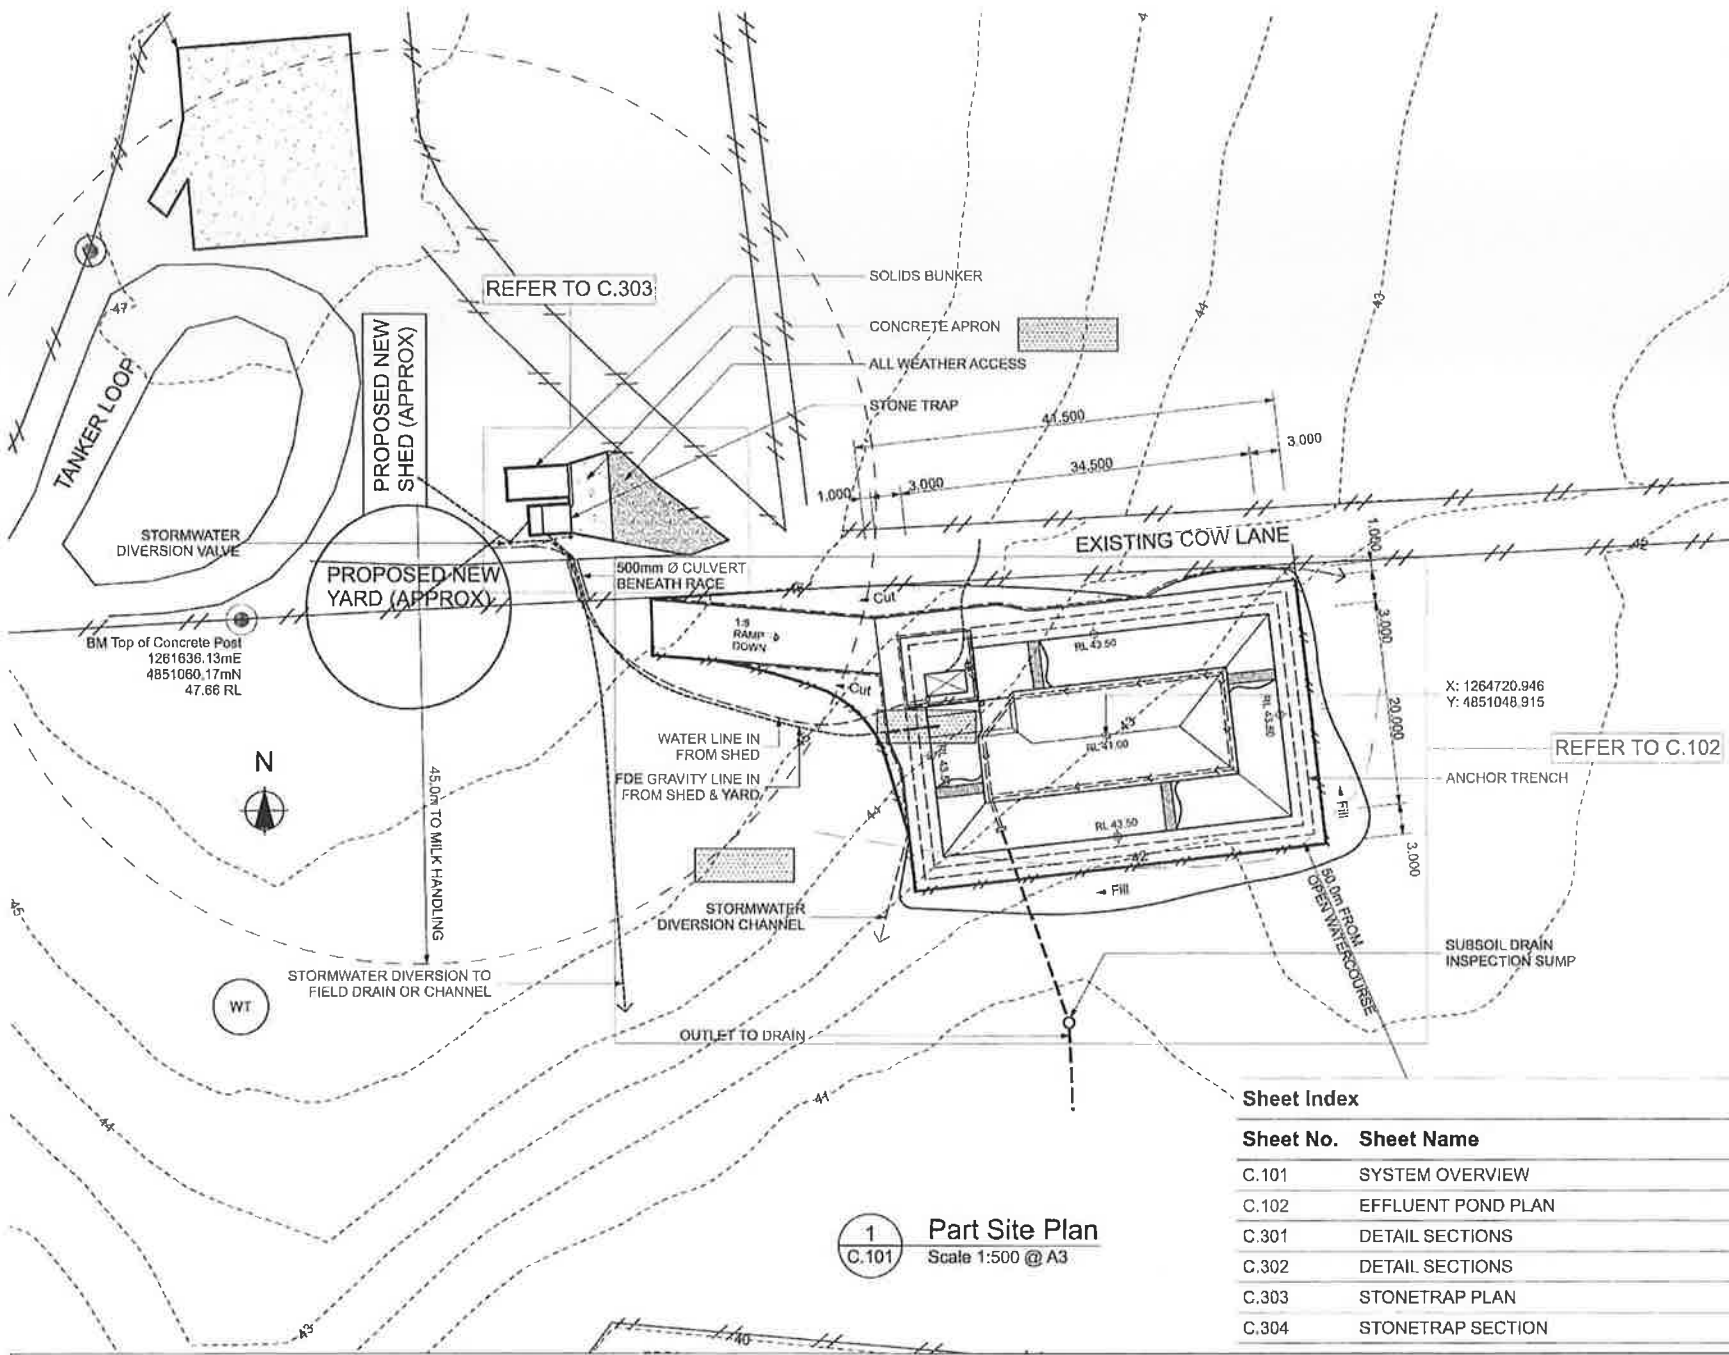 47
TANKER LOOP
PROPOSED NEW
SHED (APPROX)
REFER TO C.303
SOLIDS BUNKER
CONCRETE APRON
ALL WEATHER ACCESS
STONE TRAP
44
43
41.500
34.500
3.000
1.000
3.000
EXISTING COW LANE
42
STORMWATER
DIVERSION VALVE
PROPOSED NEW
YARD (APPROX)
500mm Ø CULVERT
BENEATH RACE
BM Top of Concrete Post
1261636.13mE
4851060.17mN
47.66 RL
N
45.0m TO MILK HANDLING
RAMP
DOWN
Cut
Cut
RL 43.50
RL 43.50
RL 41.00
43
RL 43.50
1.000
3.000
20.000
3.000
X: 1264720.946
Y: 4851048.915
REFER TO C.102
ANCHOR TRENCH
WATER LINE IN
FROM SHED
FDE GRAVITY LINE IN
FROM SHED & YARD
44
42
Fill
Fill
STORMWATER
DIVERSION CHANNEL
50.0m FROM
OPEN WATERCOURSE
SUBSOIL DRAIN
INSPECTION SUMP
45
STORMWATER DIVERSION TO
FIELD DRAIN OR CHANNEL
WT
OUTLET TO DRAIN
44
41
43
40
1
C.101
Part Site Plan
Scale 1:500 @ A3
Sheet Index
Sheet No. Sheet Name
C.101 SYSTEM OVERVIEW
C.102 EFFLUENT POND PLAN
C.301 DETAIL SECTIONS
C.302 DETAIL SECTIONS
C.303 STONETRAP PLAN
C.304 STONETRAP SECTION